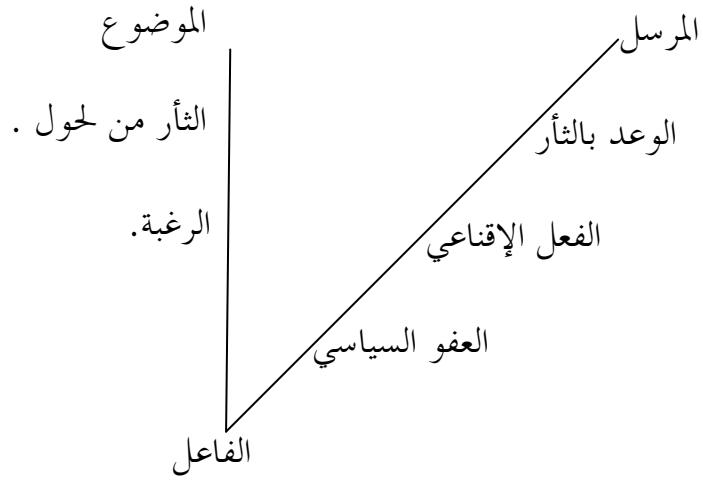 المرسل
الموضوع
الوعد بالثأر
الثأر من لحول .
الفعل الإقناعي
الرغبة.
العفو السياسي
الفاعل